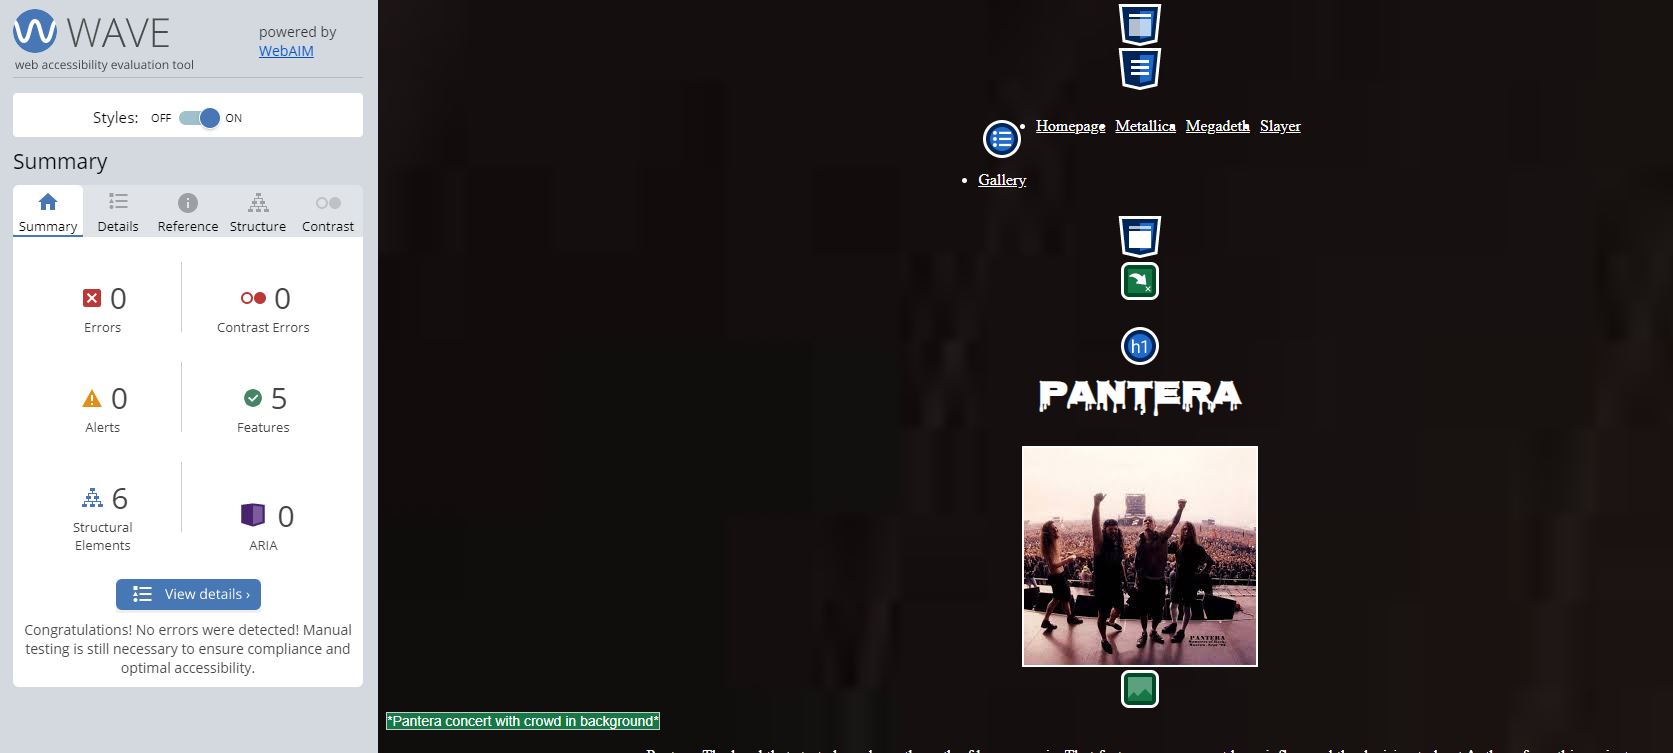 WAVE
powered by
WebAIM
web accessibility evaluation tool
Styles: OFF ON
Summary
Summary Details Reference Structure Contrast
0 0
Errors Contrast Errors
0 5
Alerts Features
6 0
Structural
Elements
ARIA
View details ›
Congratulations! No errors were detected! Manual
testing is still necessary to ensure compliance and
optimal accessibility.
Homepage Metallica Megadeth Slayer
Gallery
h1
PANTERA
PANTERA
*Pantera concert with crowd in background*